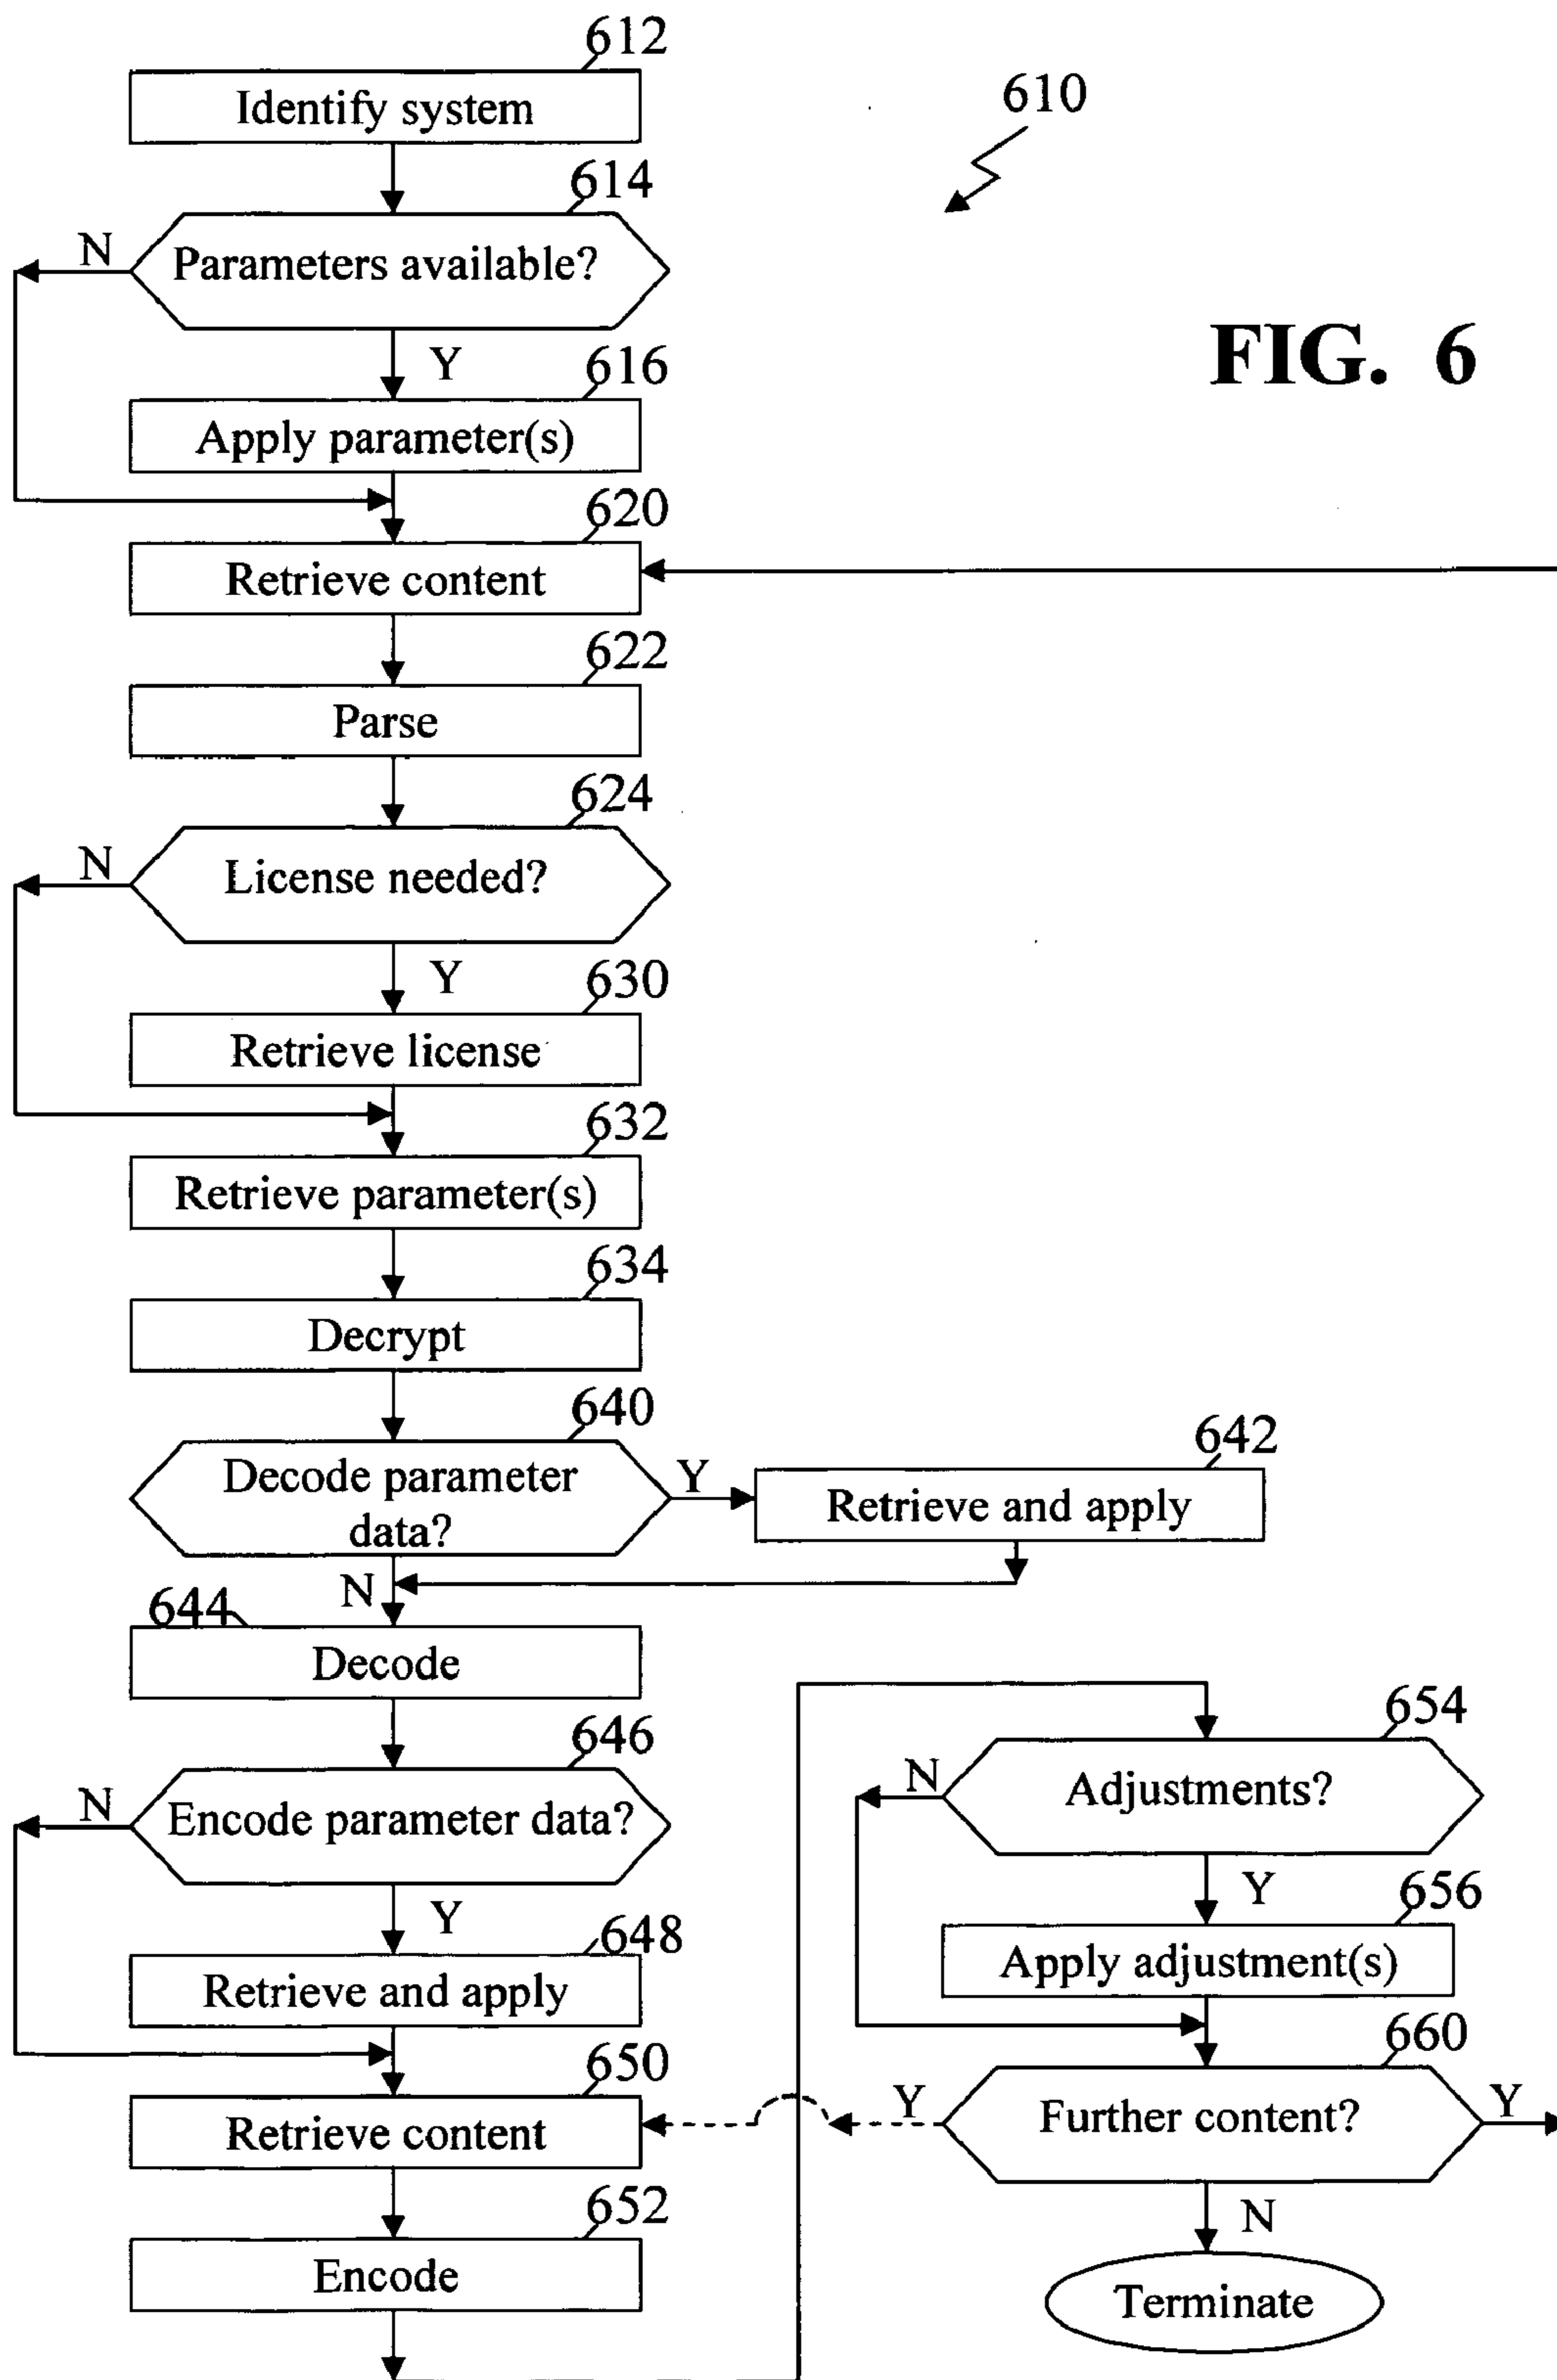 612
Identify system
610
614
N
Parameters available?
FIG. 6
Y
616
Apply parameter(s)
620
Retrieve content
622
Parse
624
N
License needed?
Y
630
Retrieve license
632
Retrieve parameter(s)
634
Decrypt
640
Decode parameter
data?
Y
642
Retrieve and apply
N
644
Decode
646
N
Encode parameter data?
Y
648
Retrieve and apply
650
Retrieve content
652
Encode
654
N
Adjustments?
Y
656
Apply adjustment(s)
660
Y
Further content?
Y
N
Terminate